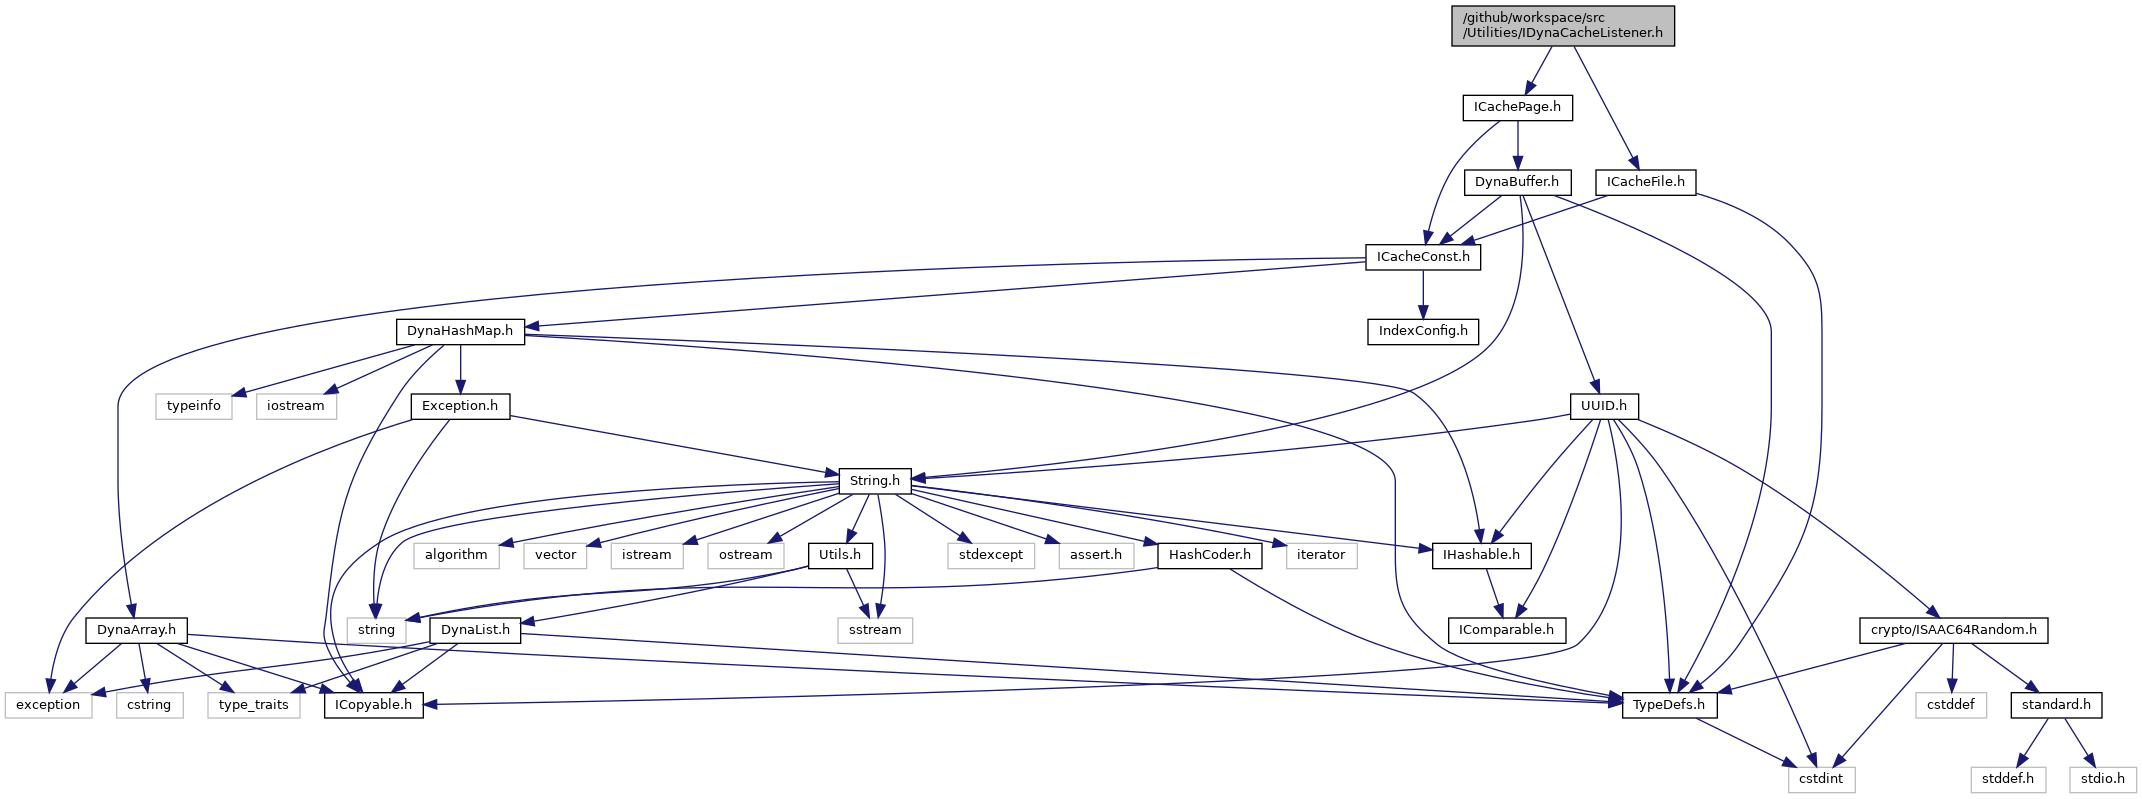 /github/workspace/src
/Utilities/IDynaCacheListener.h
ICachePage.h
DynaBuffer.h
ICacheFile.h
ICacheConst.h
DynaHashMap.h
IndexConfig.h
typeinfo
iostream
Exception.h
UUID.h
String.h
algorithm
vector
istream
ostream
Utils.h
stdexcept
assert.h
HashCoder.h
iterator
IHashable.h
DynaArray.h
string
DynaList.h
sstream
IComparable.h
crypto/ISAAC64Random.h
exception
cstring
type_traits
ICopyable.h
TypeDefs.h
cstddef
standard.h
cstdint
stddef.h
stdio.h